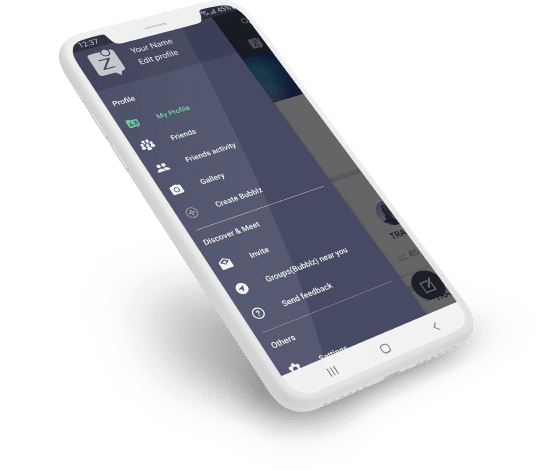 12:37
45%
Your Name
Edit profile
Profile
My Profile
Friends
Friends activity
Gallery
Create Bubblz
Discover & Meet
Invite
Groups(Bubblz) near you
Send feedback
Others
Settings
TRA